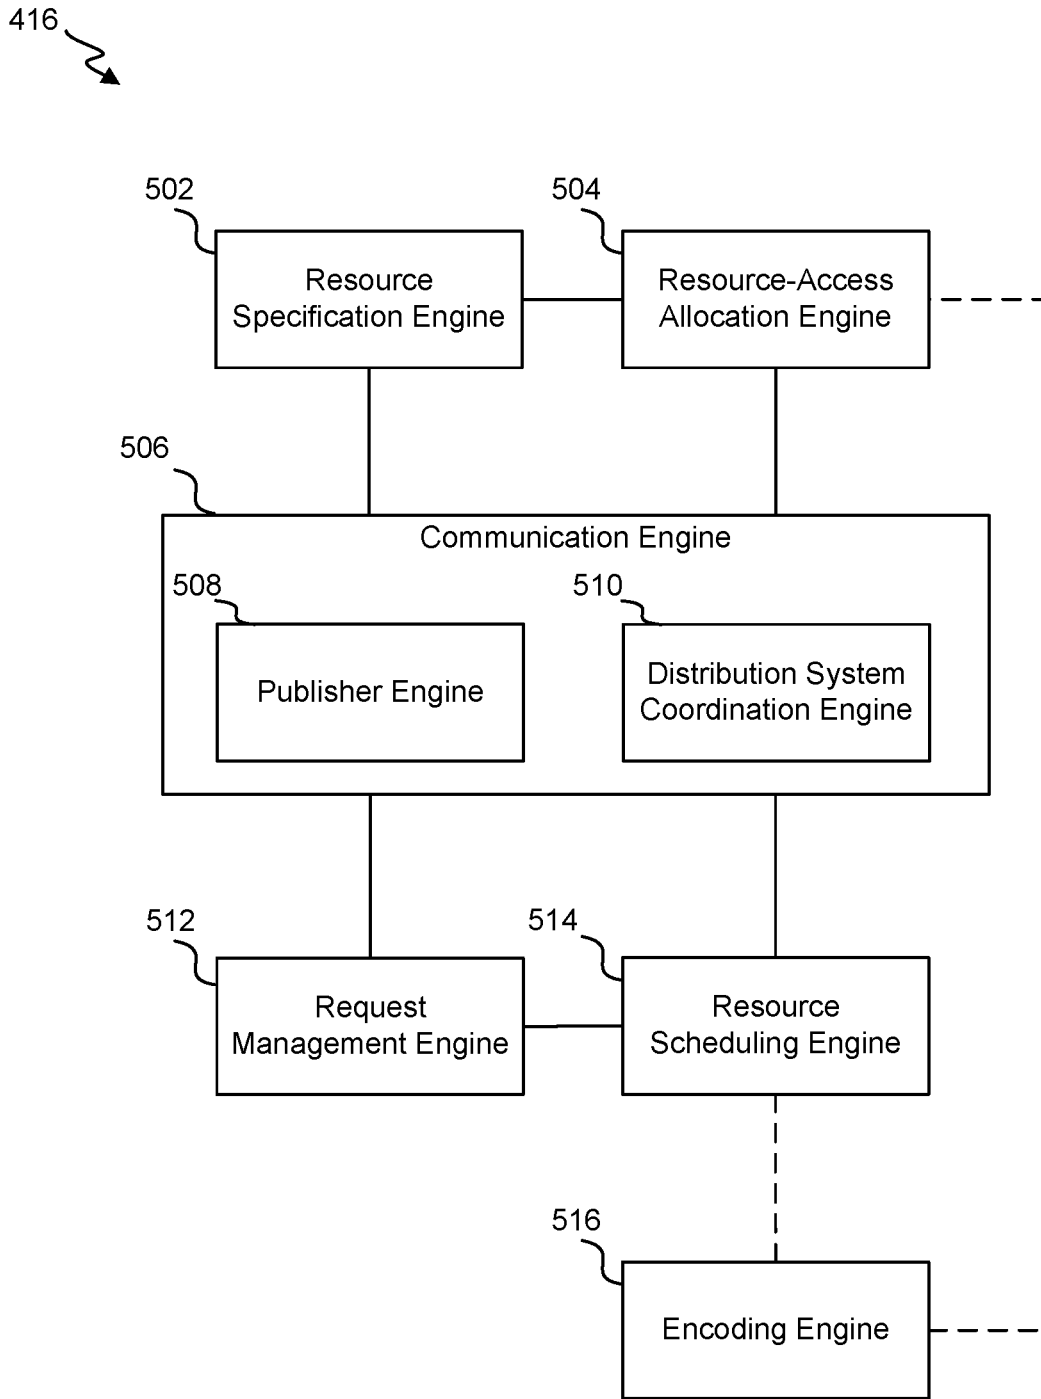 416
502
504
Resource
Specification Engine
Resource-Access
Allocation Engine
506
Communication Engine
508
510
Publisher Engine
Distribution System
Coordination Engine
512
514
Request
Management Engine
Resource
Scheduling Engine
516
Encoding Engine